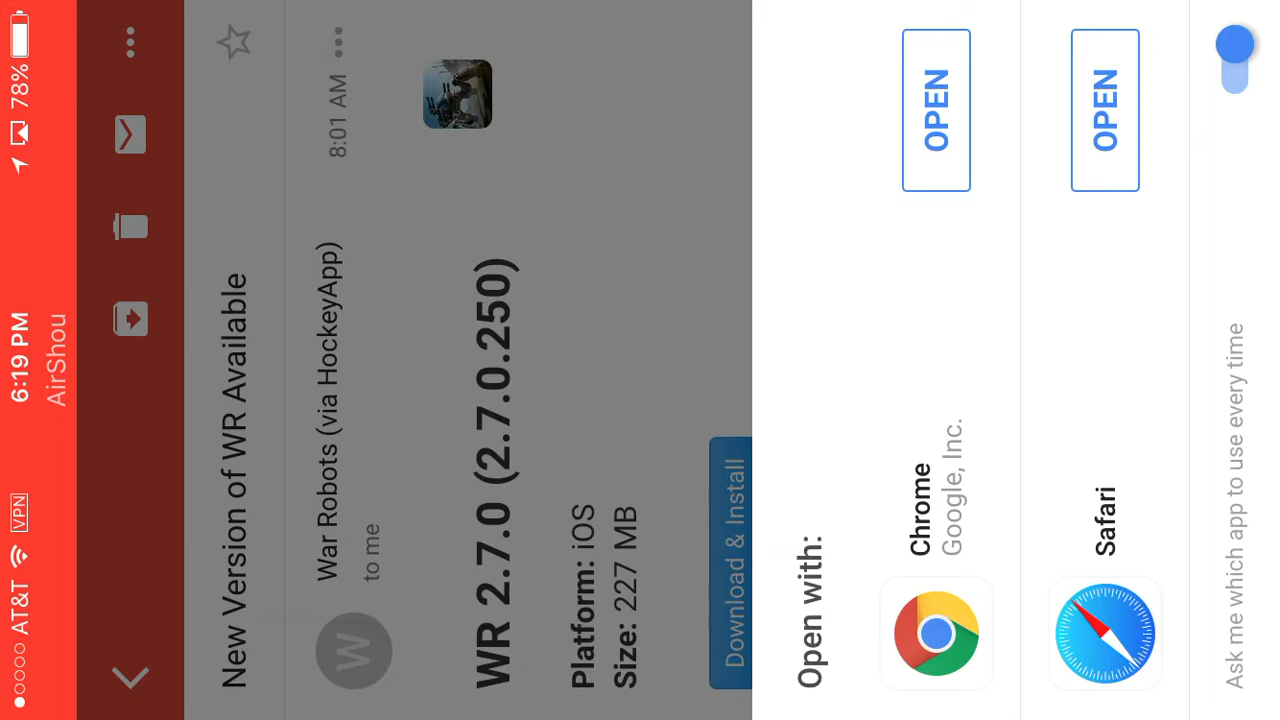 AT&T VPN 6:19 PM 78%
AirShou
New Version of WR Available
War Robots (via HockeyApp) 8:01 AM
to me
W
WR 2.7.0 (2.7.0.250)
Platform: iOS
Size: 227 MB
Download & Install
Open with:
Chrome
Google, Inc.
OPEN
Safari
OPEN
Ask me which app to use every time